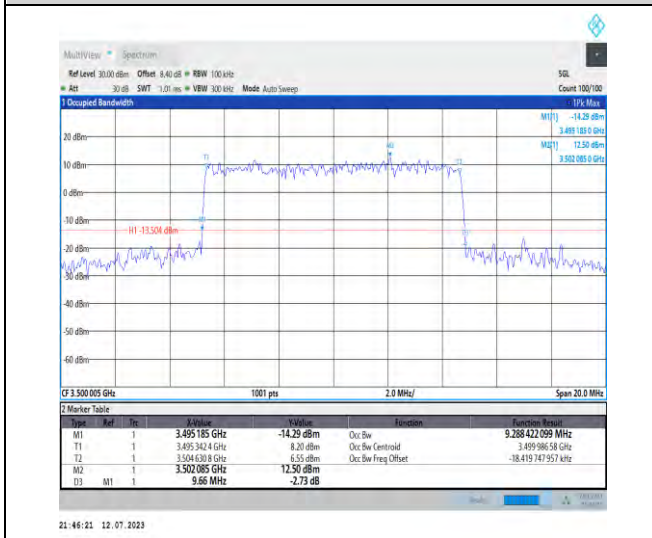 MultiView Spectrum
Ref Level 30.00 dBm Offset 8.40 dB RBW 100 kHz SGL
Att 30 dB SWT 1.01 ms VBW 300 kHz Mode Auto Sweep Count 100/100
1 Occupied Bandwidth 1Pk Max
M1[1] -14.29 dBm
3.495 185 0 GHz
M2[1] 12.50 dBm
3.502 085 0 GHz
20 dBm
10 dBm
0 dBm
-10 dBm
H1 -13.504 dBm
-20 dBm
-30 dBm
-40 dBm
-50 dBm
-60 dBm
CF 3.500 005 GHz 1001 pts 2.0 MHz/ Span 20.0 MHz
2 Marker Table
Type Ref Trc X-Value Y-Value Function Function Result
M1 1 3.495 185 GHz -14.29 dBm Occ Bw 9.288 422 099 MHz
T1 1 3.495 342 4 GHz 8.20 dBm Occ Bw Centroid 3.499 986 58 GHz
T2 1 3.504 630 8 GHz 6.55 dBm Occ Bw Freq Offset -18.419 747 957 kHz
M2 1 3.502 085 GHz 12.50 dBm
D3 M1 1 9.66 MHz -2.73 dB
21:46:21 12.07.2023